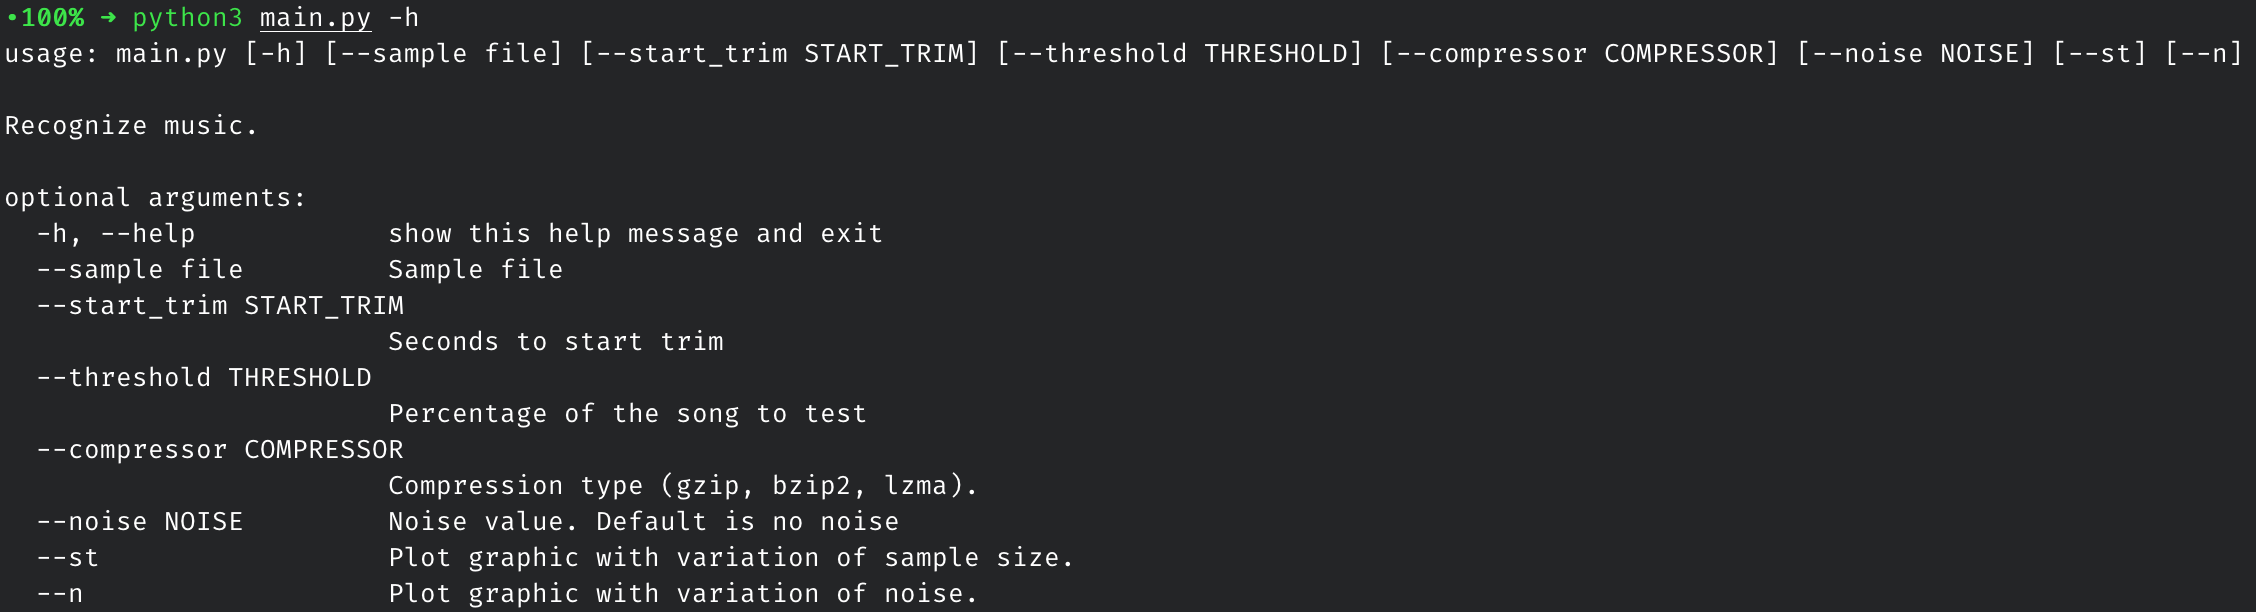 •100% → python3 main.py -h
usage: main.py [-h] [--sample file] [--start_trim START_TRIM] [--threshold THRESHOLD] [--compressor COMPRESSOR] [--noise NOISE] [--st] [--n]
Recognize music.
optional arguments:
-h, --help show this help message and exit
--sample file Sample file
--start_trim START_TRIM
Seconds to start trim
--threshold THRESHOLD
Percentage of the song to test
--compressor COMPRESSOR
Compression type (gzip, bzip2, lzma).
--noise NOISE Noise value. Default is no noise
--st Plot graphic with variation of sample size.
--n Plot graphic with variation of noise.